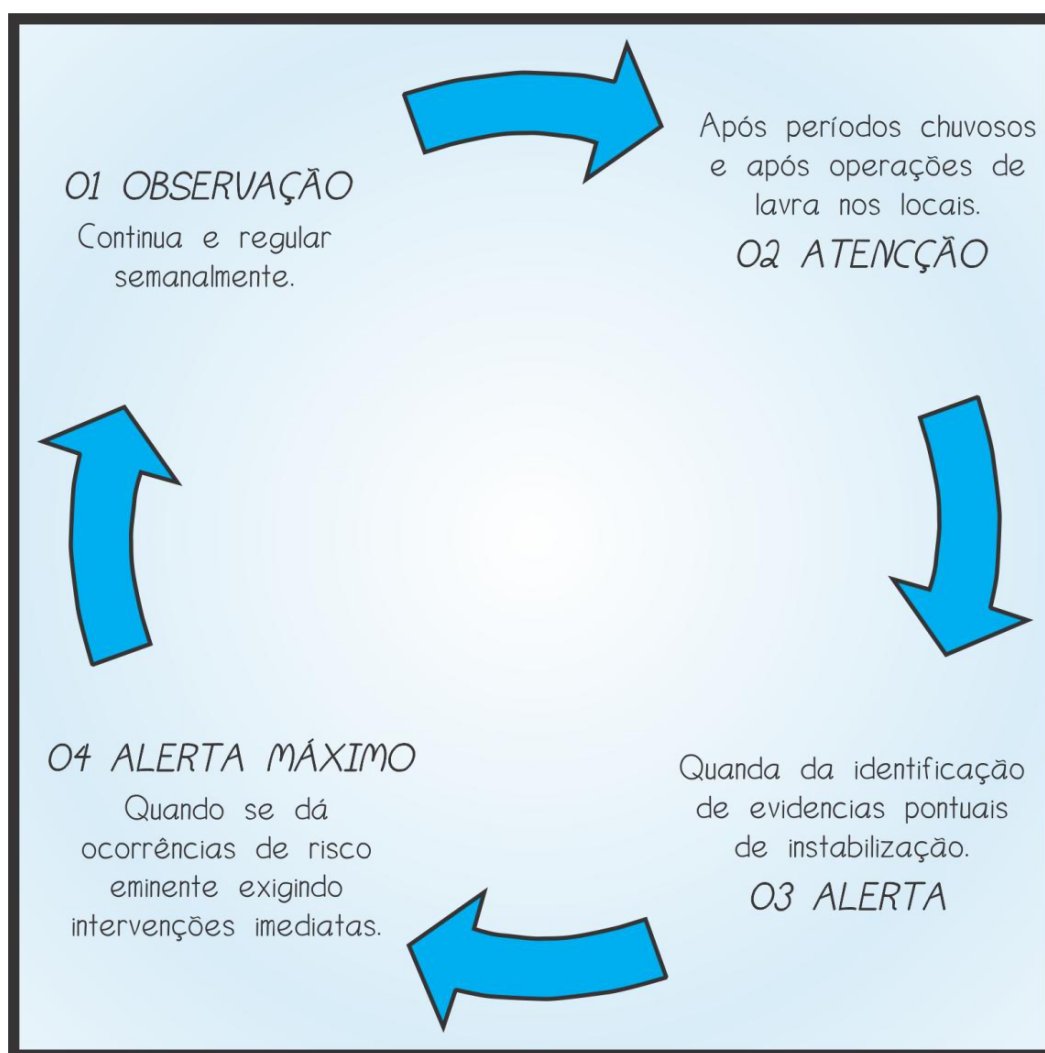 01 OBSERVAÇÃO
Continua e regular
semanalmente.
Após períodos chuvosos
e após operações de
lavra nos locais.
02 ATENCÇÃO
Quanda da identificação
de evidencias pontuais
de instabilização.
03 ALERTA
04 ALERTA MÁXIMO
Quando se dá
ocorrências de risco
eminente exigindo
intervenções imediatas.